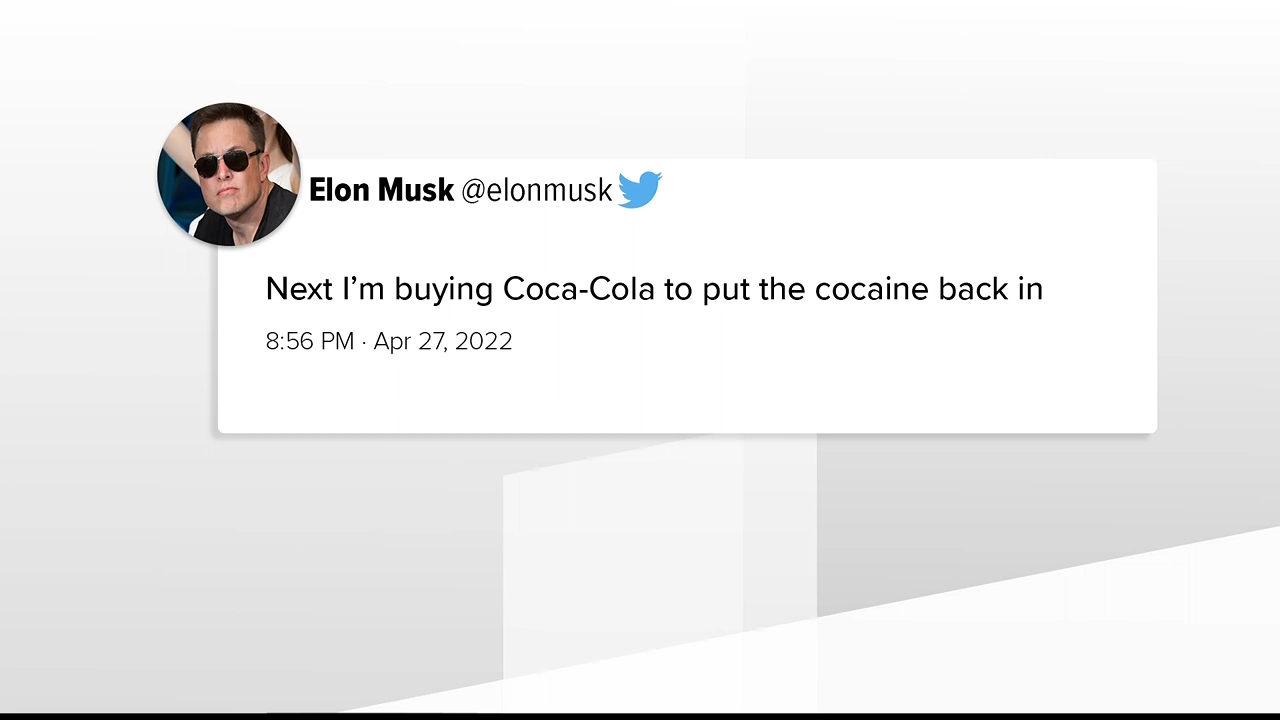 Elon Musk @elonmusk
Next I’m buying Coca-Cola to put the cocaine back in
8:56 PM · Apr 27, 2022